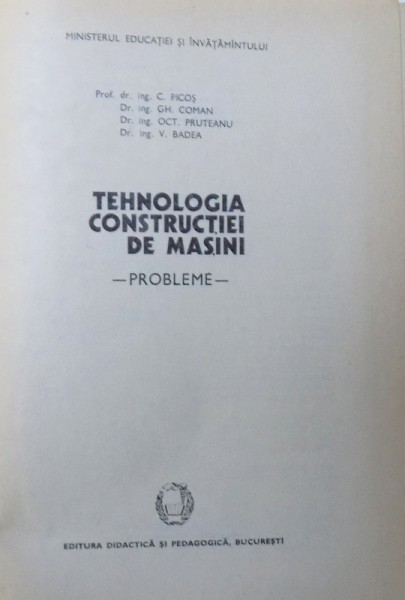 MINISTERUL EDUCAȚIEI ȘI ÎNVĂȚĂMÎNTULUI
Prof. dr. ing. C. PICOȘ
Dr. ing. GH. COMAN
Dr. ing. OCT. PRUTEANU
Dr. ing. V. BADEA
TEHNOLOGIA
CONSTRUCȚIEI
DE MAȘINI
—PROBLEME—
EDITURA DIDACTICĂ ȘI PEDAGOGICĂ, BUCUREȘTI